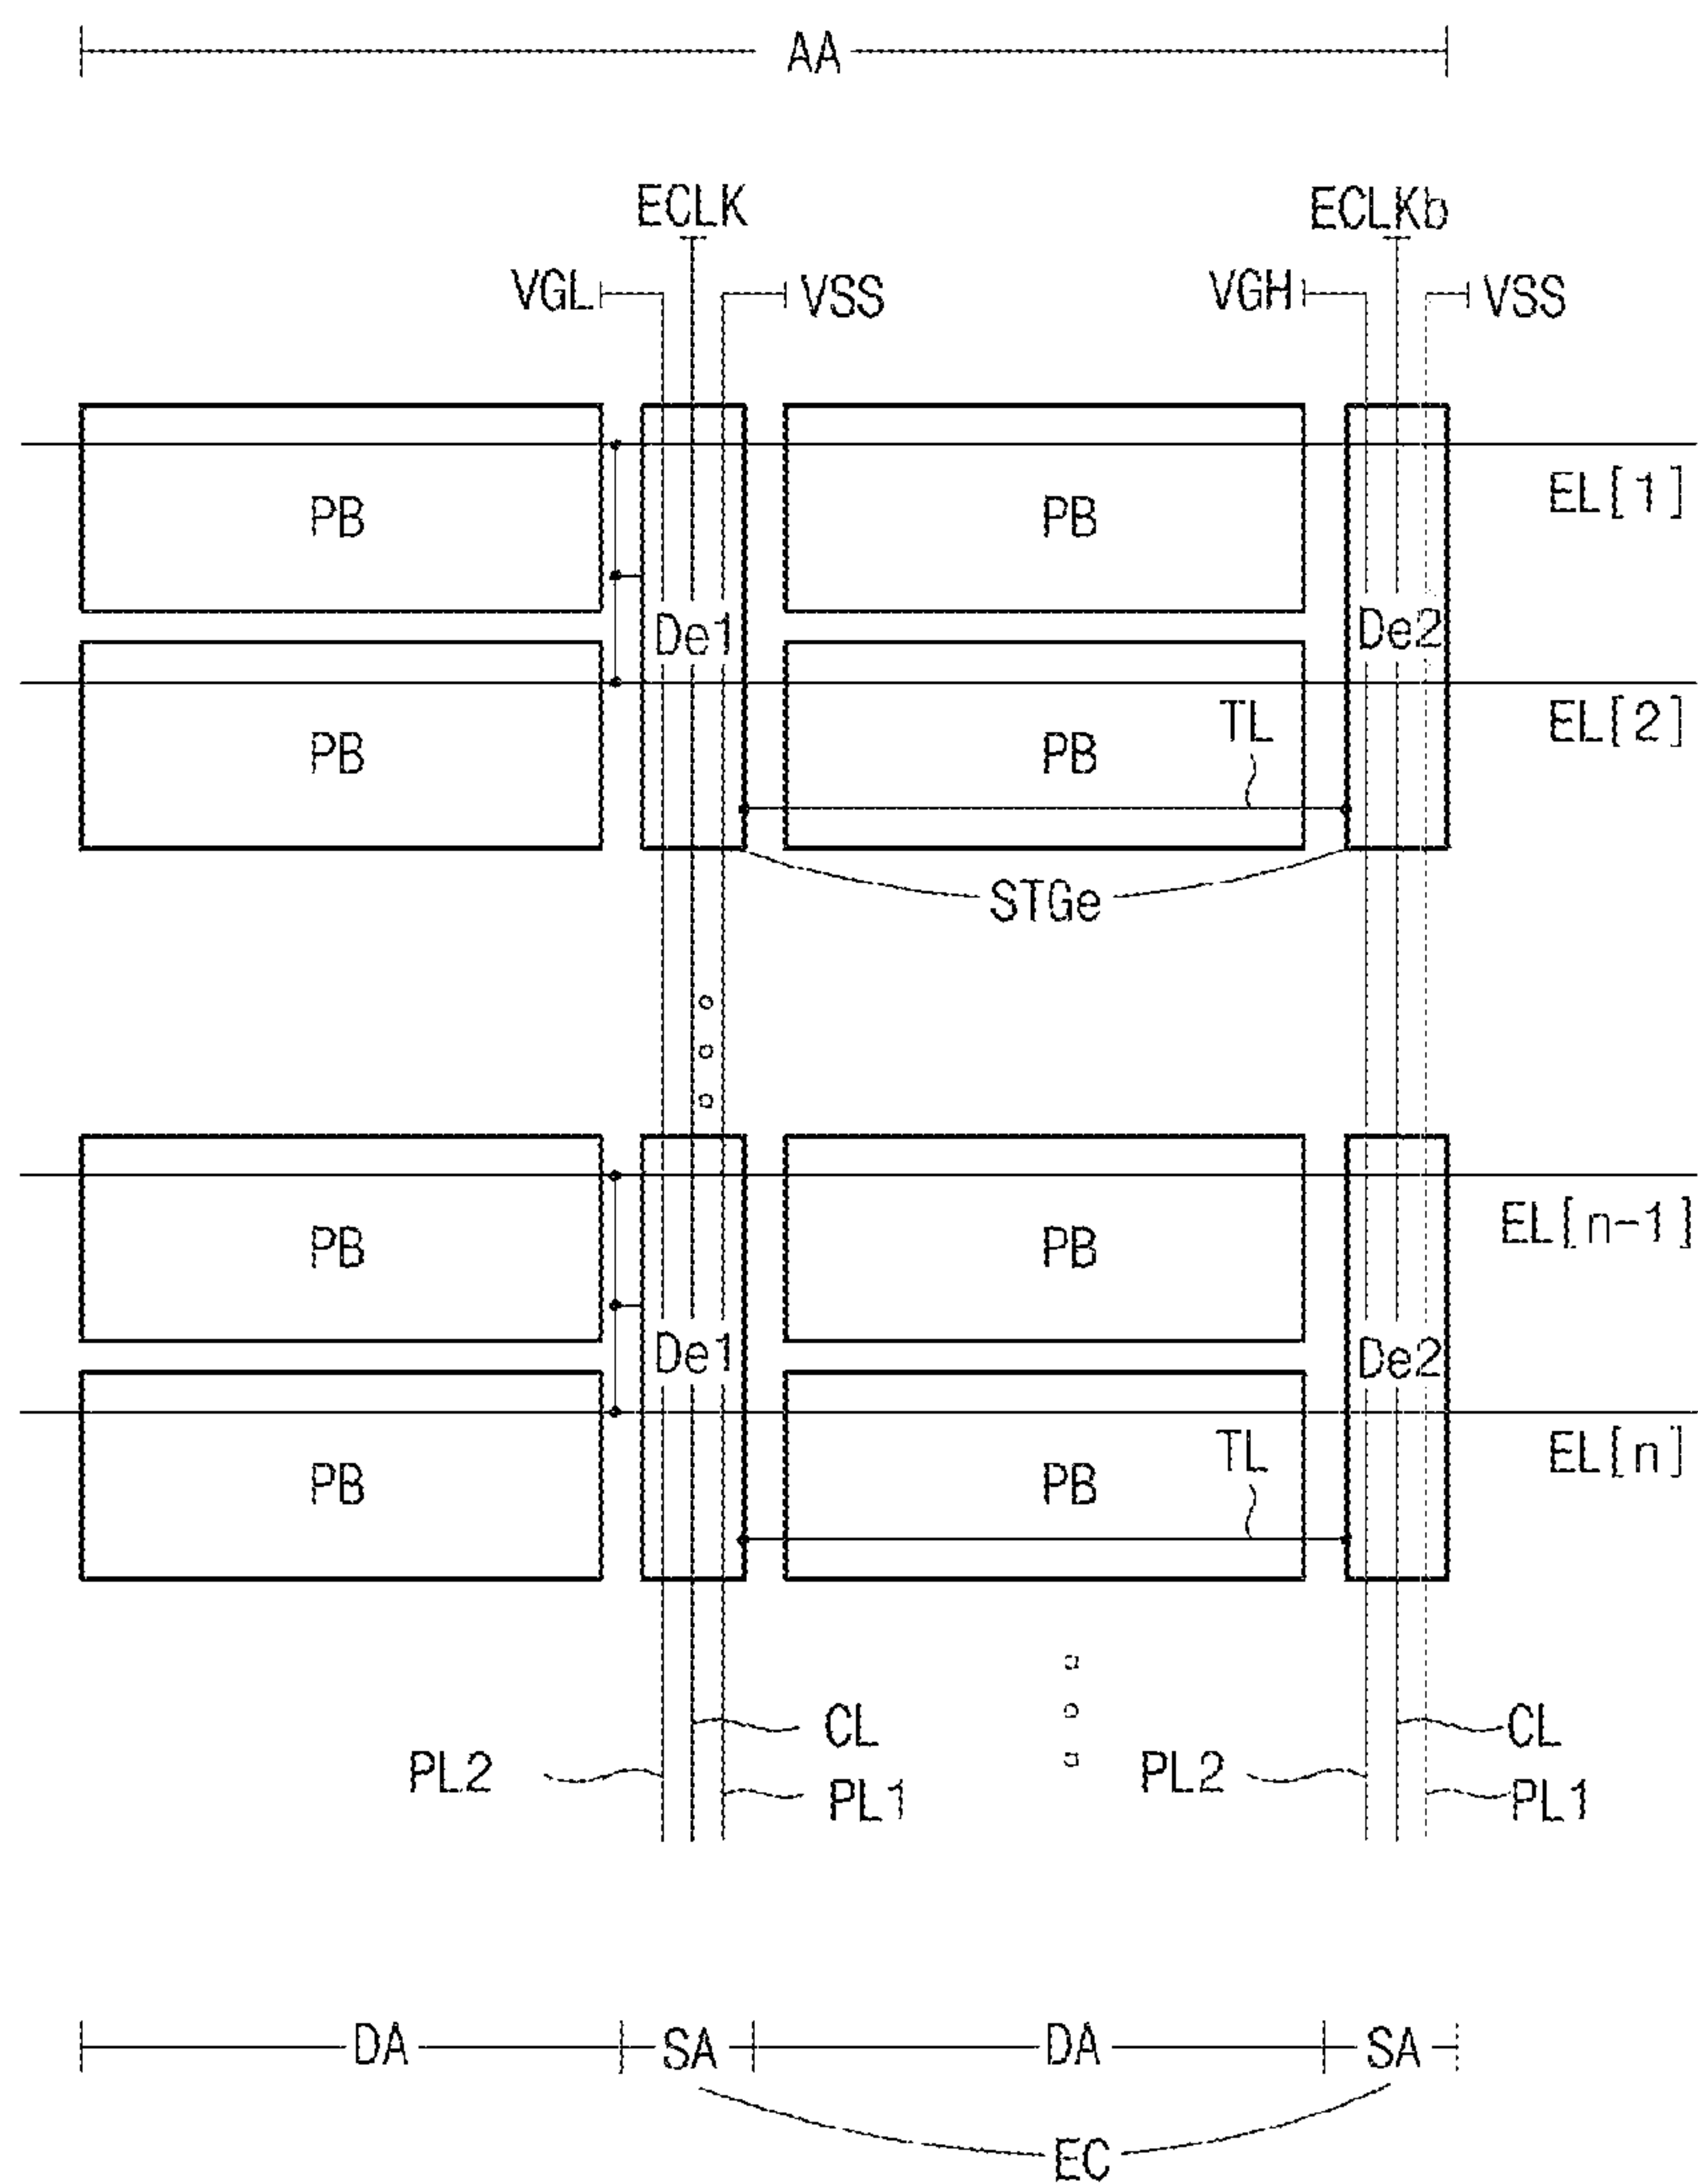 AA
ECLK ECLKb
VGL VSS VGH VSS
PB PB EL[1]
De1 De2
PB PB TL EL[2]
STGe
PB PB EL[n-1]
De1 De2
PB PB TL EL[n]
CL CL
PL2 PL1 PL2 PL1
DA SA DA SA
EC